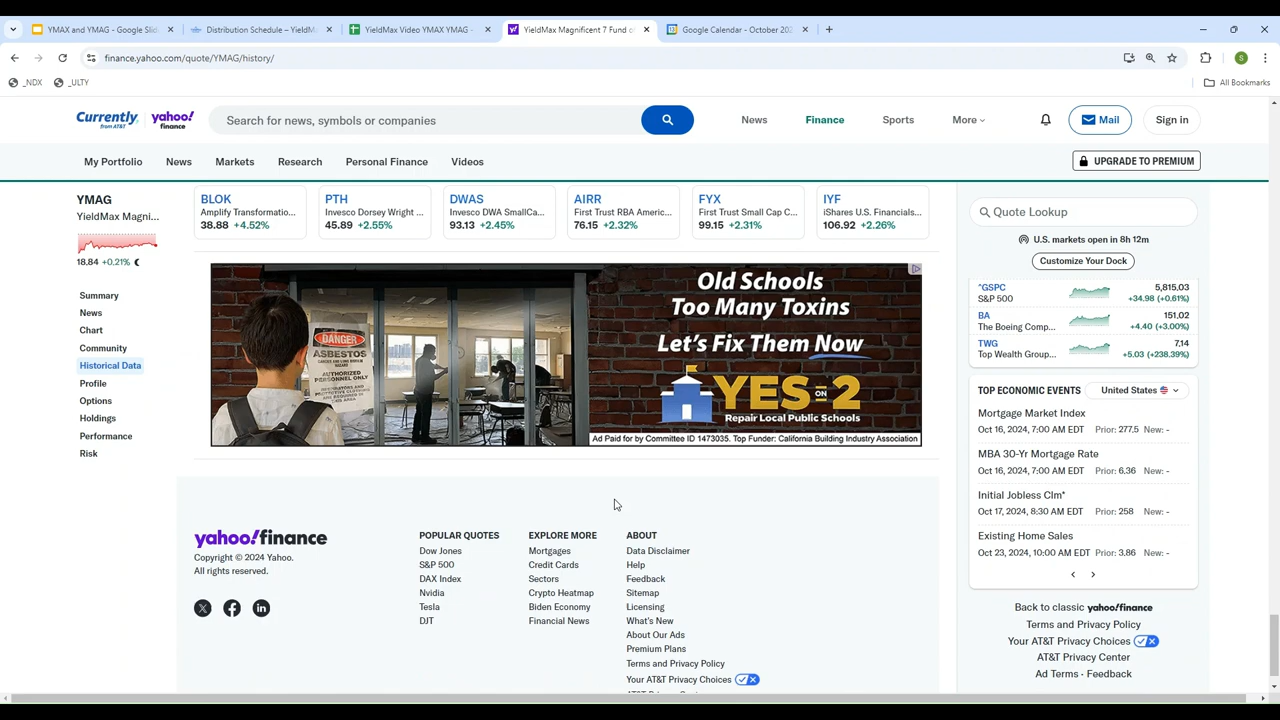 YMAX and YMAG - Google Slid
Distribution Schedule – YieldM
YieldMax Video YMAX YMAG -
YieldMax Magnificent 7 Fund o
Google Calendar - October 202
finance.yahoo.com/quote/YMAG/history/
S
_NDX
_ULTY
All Bookmarks
Currently
from AT&T
yahoo!
finance
Search for news, symbols or companies
News
Finance
Sports
More
Mail
Sign in
My Portfolio
News
Markets
Research
Personal Finance
Videos
UPGRADE TO PREMIUM
YMAG
YieldMax Magni...
18.84 +0.21%
Summary
News
Chart
Community
Historical Data
Profile
Options
Holdings
Performance
Risk
BLOK
Amplify Transformatio...
38.88 +4.52%
PTH
Invesco Dorsey Wright ...
45.89 +2.55%
DWAS
Invesco DWA SmallCa...
93.13 +2.45%
AIRR
First Trust RBA Americ...
76.15 +2.32%
FYX
First Trust Small Cap C...
99.15 +2.31%
IYF
iShares U.S. Financials...
106.92 +2.26%
DANGER
ASBESTOS
AUTHORIZED
PERSONNEL ONLY
Old Schools
Too Many Toxins
Let's Fix Them Now
YES ON 2
Repair Local Public Schools
Ad Paid for by Committee ID 1473035. Top Funder: California Building Industry Association
Quote Lookup
U.S. markets open in 8h 12m
Customize Your Dock
^GSPC
S&P 500
5,815.03
+34.98 (+0.61%)
BA
The Boeing Comp...
151.02
+4.40 (+3.00%)
TWG
Top Wealth Group...
7.14
+5.03 (+238.39%)
TOP ECONOMIC EVENTS
United States
Mortgage Market Index
Oct 16, 2024, 7:00 AM EDT Prior: 277.5 New: -
MBA 30-Yr Mortgage Rate
Oct 16, 2024, 7:00 AM EDT Prior: 6.36 New: -
Initial Jobless Clm*
Oct 17, 2024, 8:30 AM EDT Prior: 258 New: -
Existing Home Sales
Oct 23, 2024, 10:00 AM EDT Prior: 3.86 New: -
Back to classic yahoo!finance
Terms and Privacy Policy
Your AT&T Privacy Choices
AT&T Privacy Center
Ad Terms · Feedback
yahoo!finance
Copyright © 2024 Yahoo.
All rights reserved.
POPULAR QUOTES
Dow Jones
S&P 500
DAX Index
Nvidia
Tesla
DJT
EXPLORE MORE
Mortgages
Credit Cards
Sectors
Crypto Heatmap
Biden Economy
Financial News
ABOUT
Data Disclaimer
Help
Feedback
Sitemap
Licensing
What's New
About Our Ads
Premium Plans
Terms and Privacy Policy
Your AT&T Privacy Choices